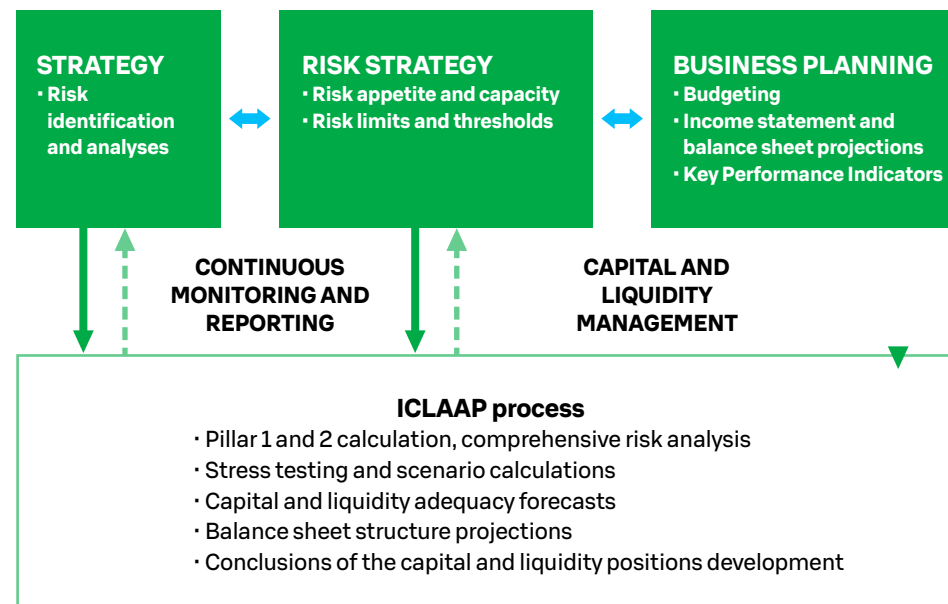 STRATEGY
· Risk
identification
and analyses
RISK STRATEGY
· Risk appetite and capacity
· Risk limits and thresholds
BUSINESS PLANNING
· Budgeting
· Income statement and
balance sheet projections
· Key Performance Indicators
CONTINUOUS
MONITORING AND
REPORTING
CAPITAL AND
LIQUIDITY
MANAGEMENT
ICLAAP process
· Pillar 1 and 2 calculation, comprehensive risk analysis
· Stress testing and scenario calculations
· Capital and liquidity adequacy forecasts
· Balance sheet structure projections
· Conclusions of the capital and liquidity positions development